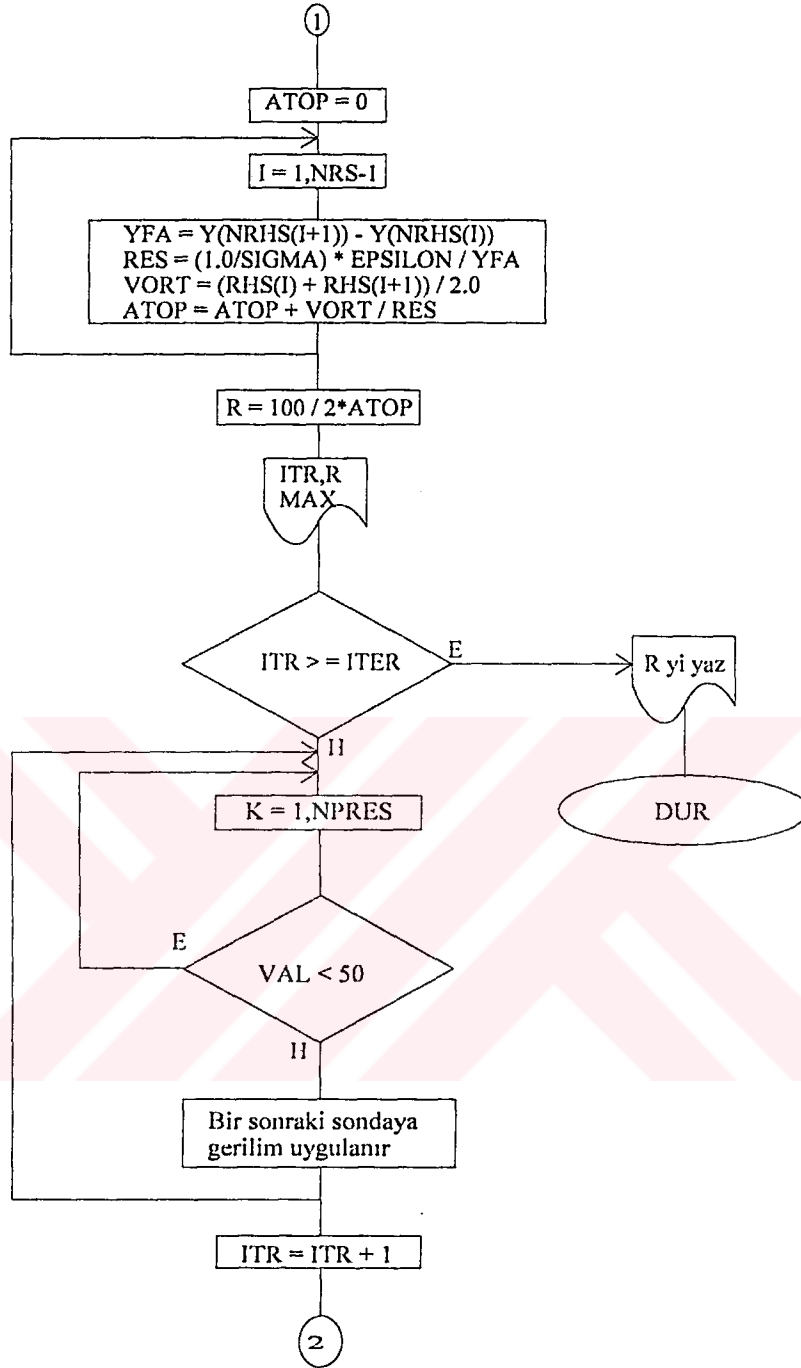 1
ATOP = 0
I = 1,NRS-1
YFA = Y(NRHS(I+1)) - Y(NRHS(I))
RES = (1.0/SIGMA) * EPSILON / YFA
VORT = (RHS(I) + RHS(I+1)) / 2.0
ATOP = ATOP + VORT / RES
R = 100 / 2*ATOP
ITR,R
MAX
ITR > = ITER
E
R yi yaz
H
K = 1,NPRES
DUR
E
VAL < 50
H
Bir sonraki sondaya
gerilim uygulanır
ITR = ITR + 1
2